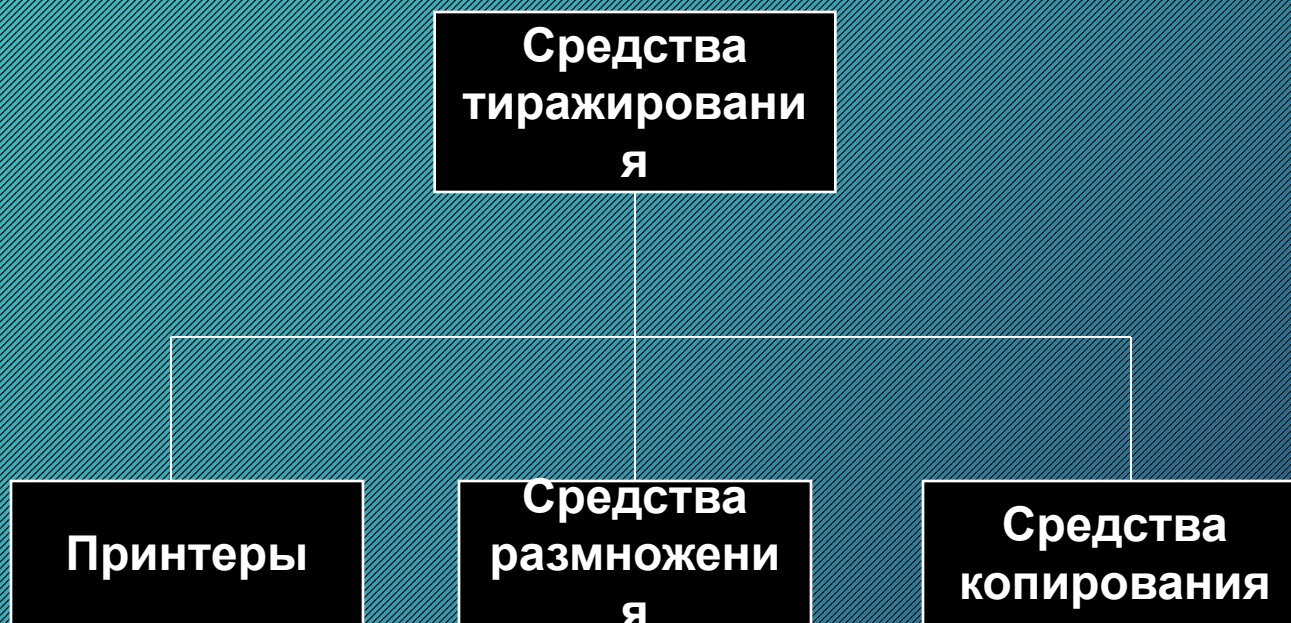 Средства
тиражировани
я
Принтеры
Средства
размножени
я
Средства
копирования